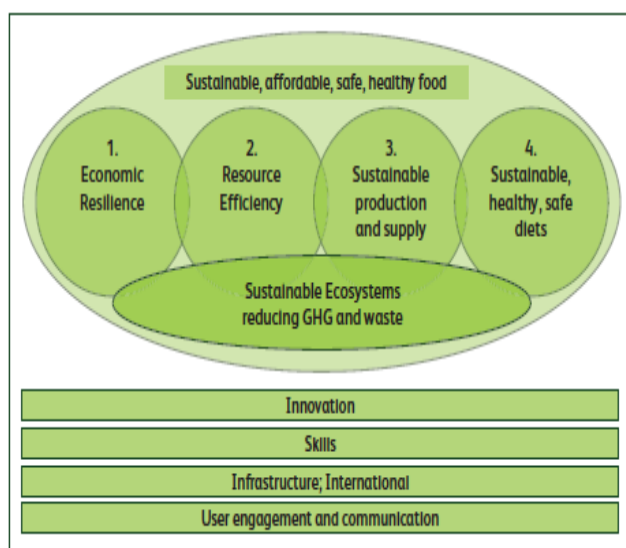 Sustainable, affordable, safe, healthy food
1.
Economic
Resilience
2.
Resource
Efficiency
3.
Sustainable
production
and supply
4.
Sustainable,
healthy, safe
diets
Sustainable Ecosystems
reducing GHG and waste
Innovation
Skills
Infrastructure; International
User engagement and communication